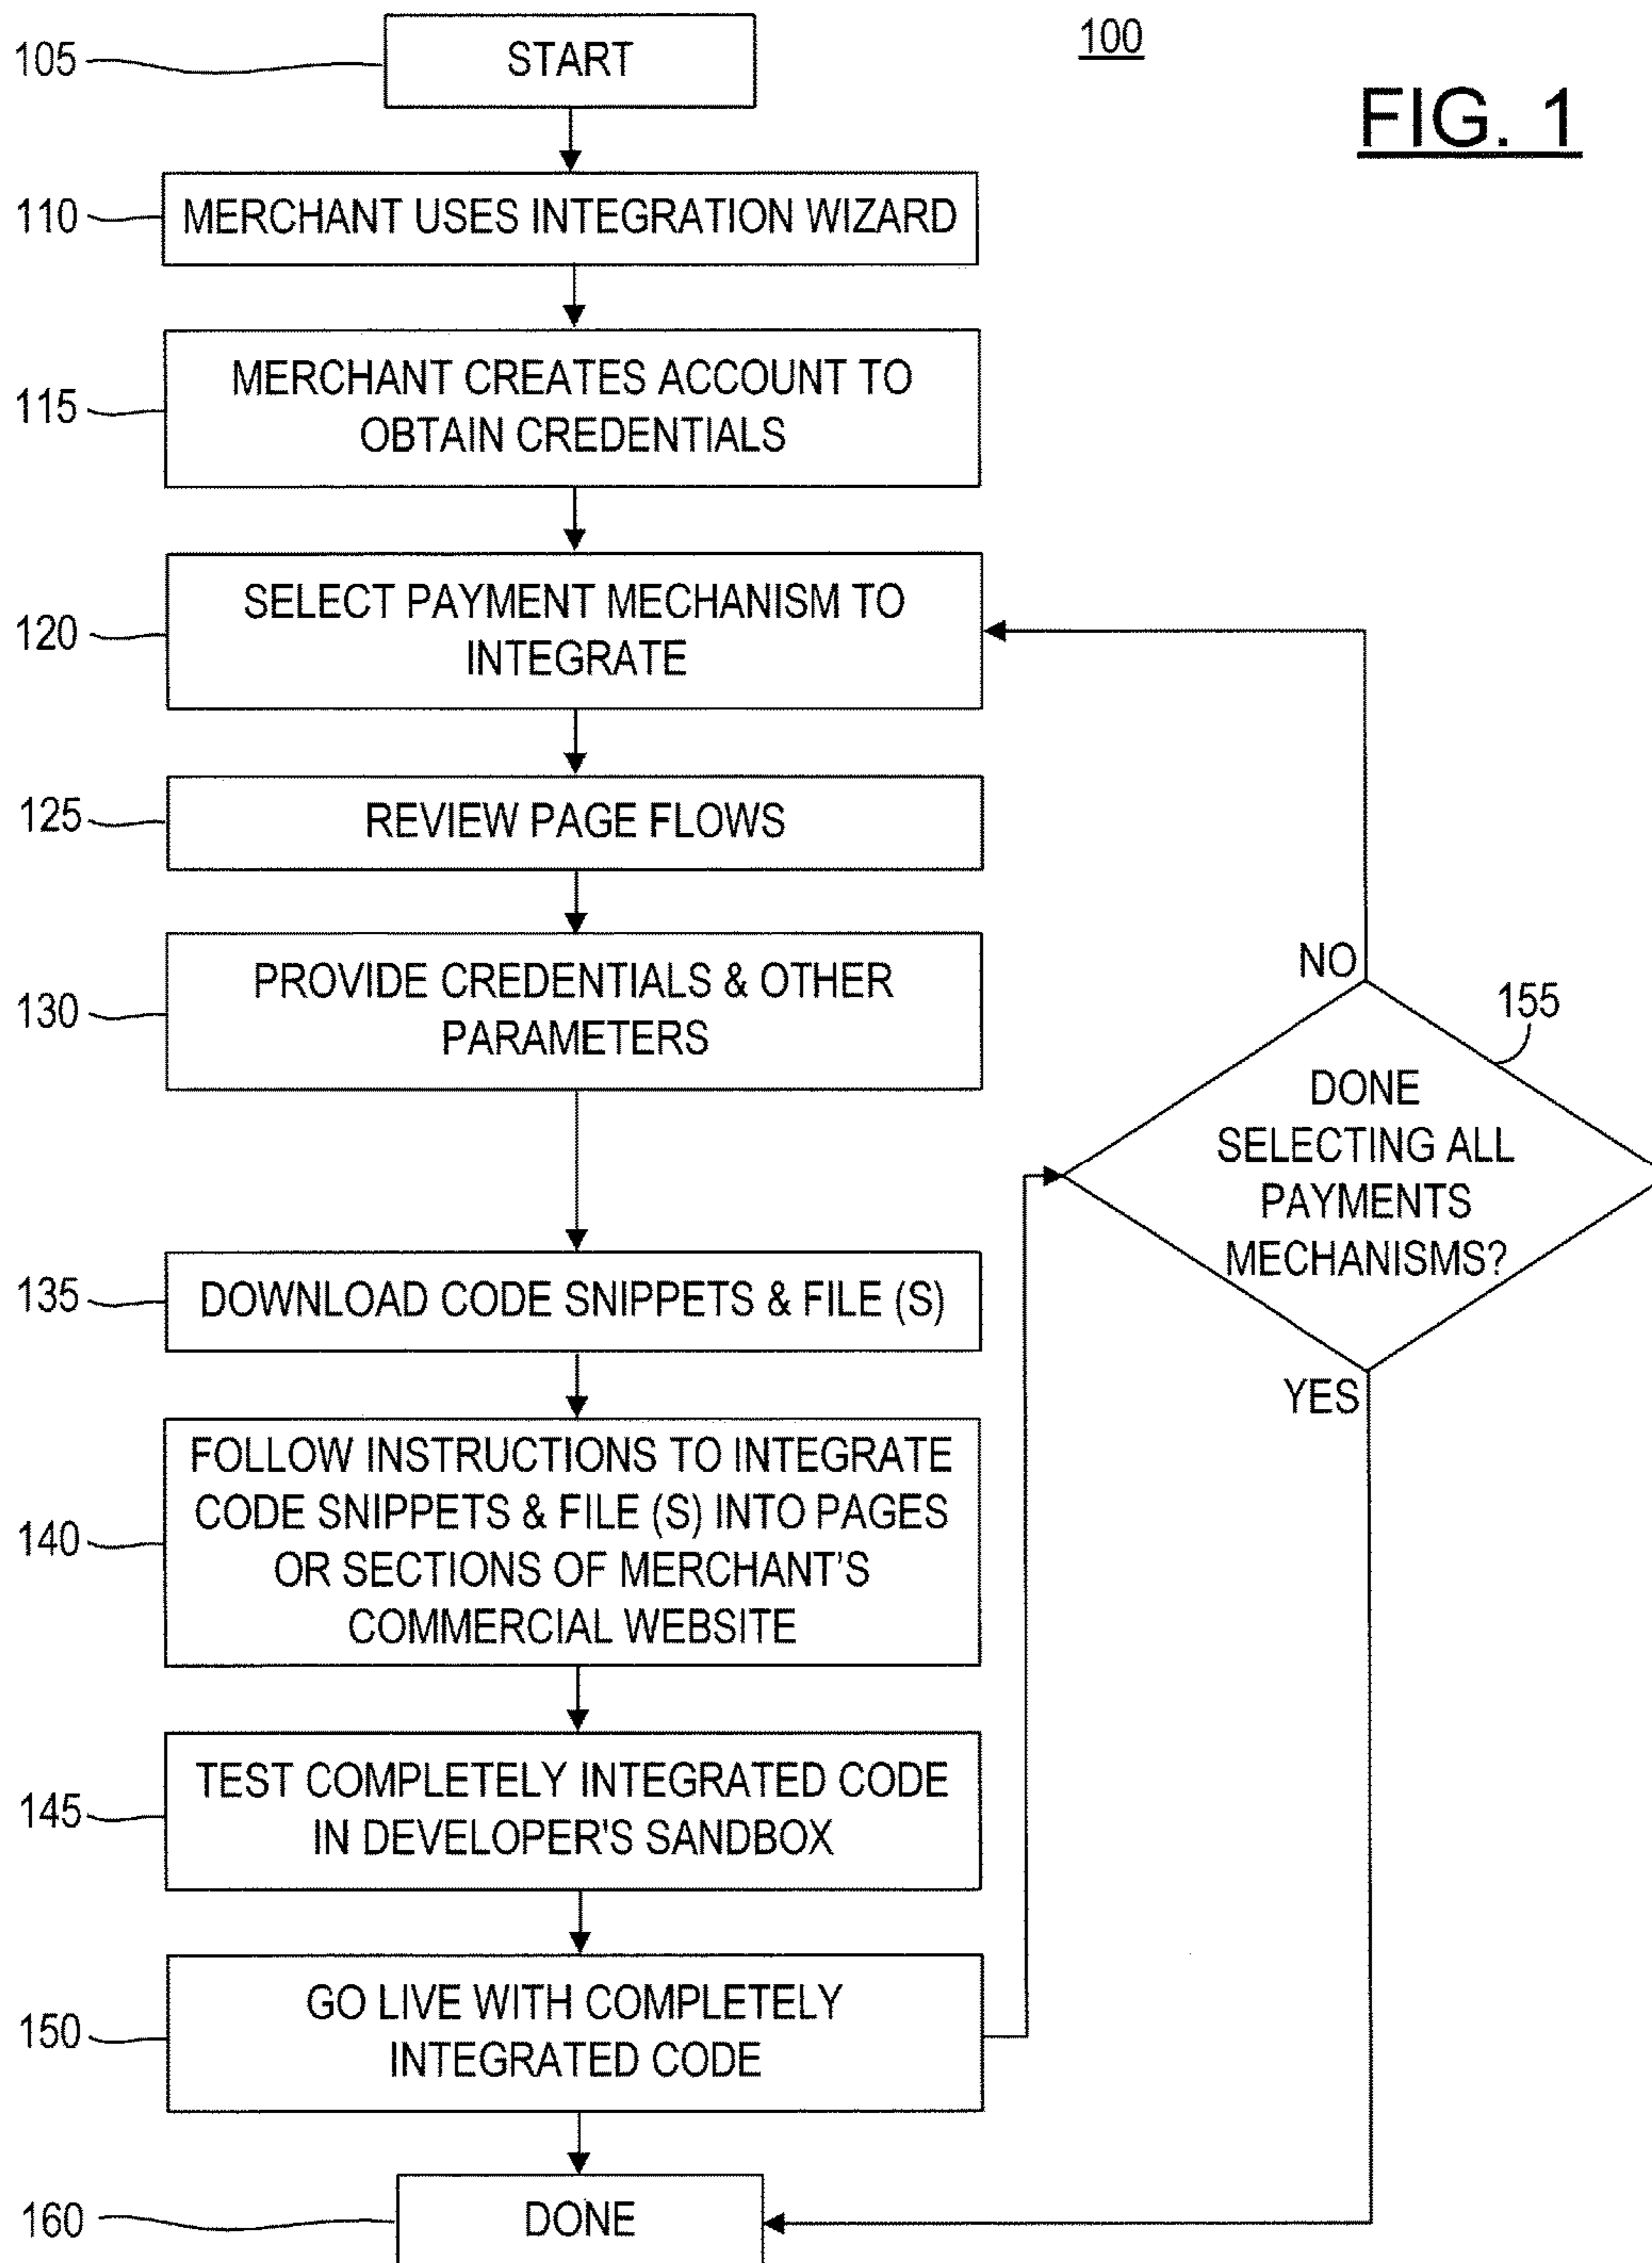 100
FIG. 1
105
START
110
MERCHANT USES INTEGRATION WIZARD
115
MERCHANT CREATES ACCOUNT TO
OBTAIN CREDENTIALS
120
SELECT PAYMENT MECHANISM TO
INTEGRATE
125
REVIEW PAGE FLOWS
130
PROVIDE CREDENTIALS & OTHER
PARAMETERS
135
DOWNLOAD CODE SNIPPETS & FILE (S)
140
FOLLOW INSTRUCTIONS TO INTEGRATE
CODE SNIPPETS & FILE (S) INTO PAGES
OR SECTIONS OF MERCHANT'S
COMMERCIAL WEBSITE
145
TEST COMPLETELY INTEGRATED CODE
IN DEVELOPER'S SANDBOX
150
GO LIVE WITH COMPLETELY
INTEGRATED CODE
NO
155
DONE
SELECTING ALL
PAYMENTS
MECHANISMS?
YES
160
DONE